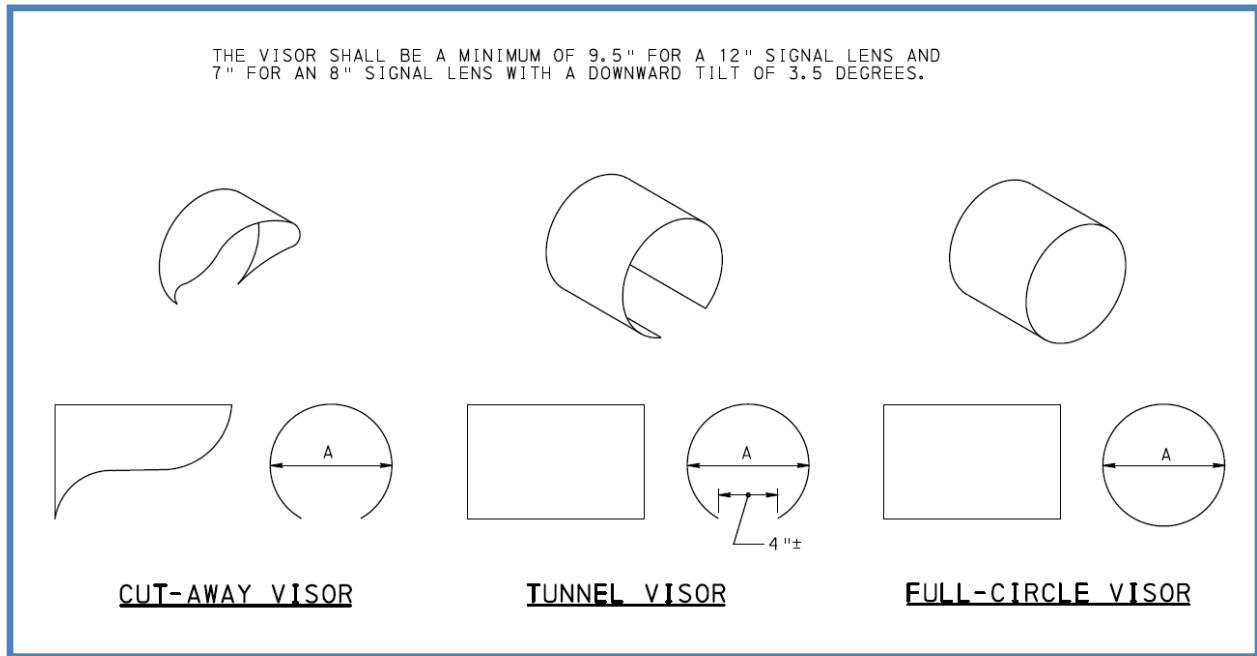 THE VISOR SHALL BE A MINIMUM OF 9.5" FOR A 12" SIGNAL LENS AND
7" FOR AN 8" SIGNAL LENS WITH A DOWNWARD TILT OF 3.5 DEGREES.
A
A
A
4"±
CUT-AWAY VISOR
TUNNEL VISOR
FULL-CIRCLE VISOR